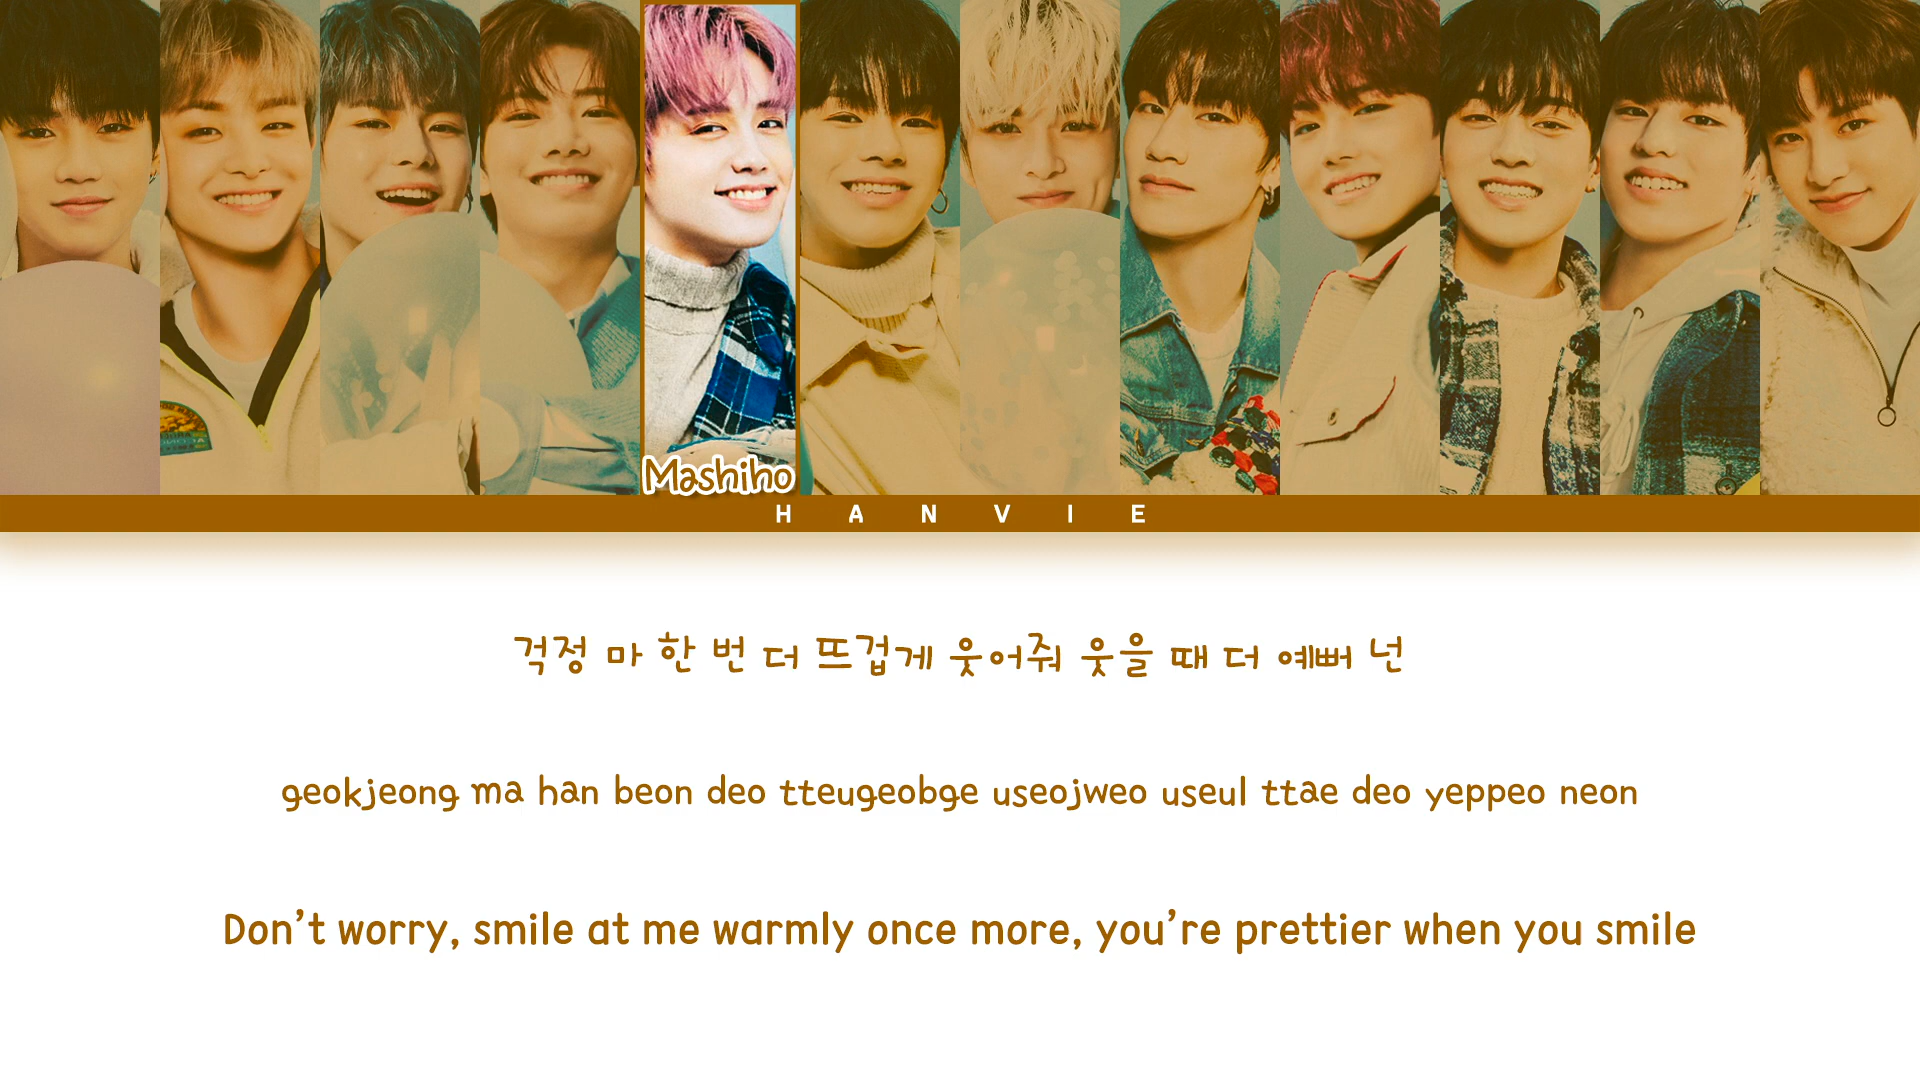 Mashiho
HANVIE
걱정 마 한 번 더 뜨겁게 웃어줘 웃을 때 더 예뻐 넌
geokjeong ma han beon deo tteugeobge useojweo useul ttae deo yeppeo neon
Don't worry, smile at me warmly once more, you're prettier when you smile